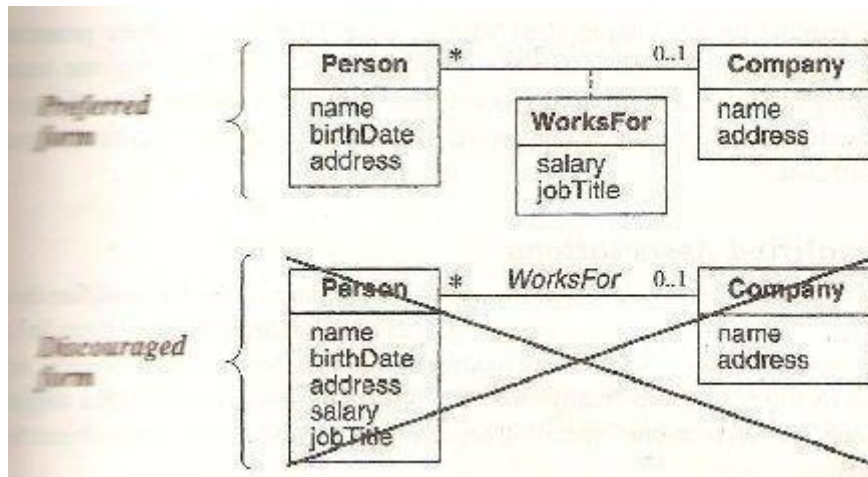 Preferred
form
Person
*
0..1
Company
name
birthDate
address
WorksFor
salary
jobTitle
name
address
Discouraged
form
Person
*
WorksFor
0..1
Company
name
birthDate
address
salary
jobTitle
name
address